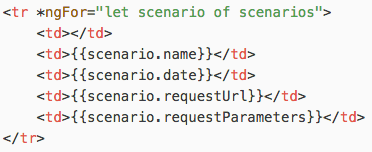 <tr *ngFor="let scenario of scenarios">
    <td></td>
    <td>{{scenario.name}}</td>
    <td>{{scenario.date}}</td>
    <td>{{scenario.requestUrl}}</td>
    <td>{{scenario.requestParameters}}</td>
</tr>